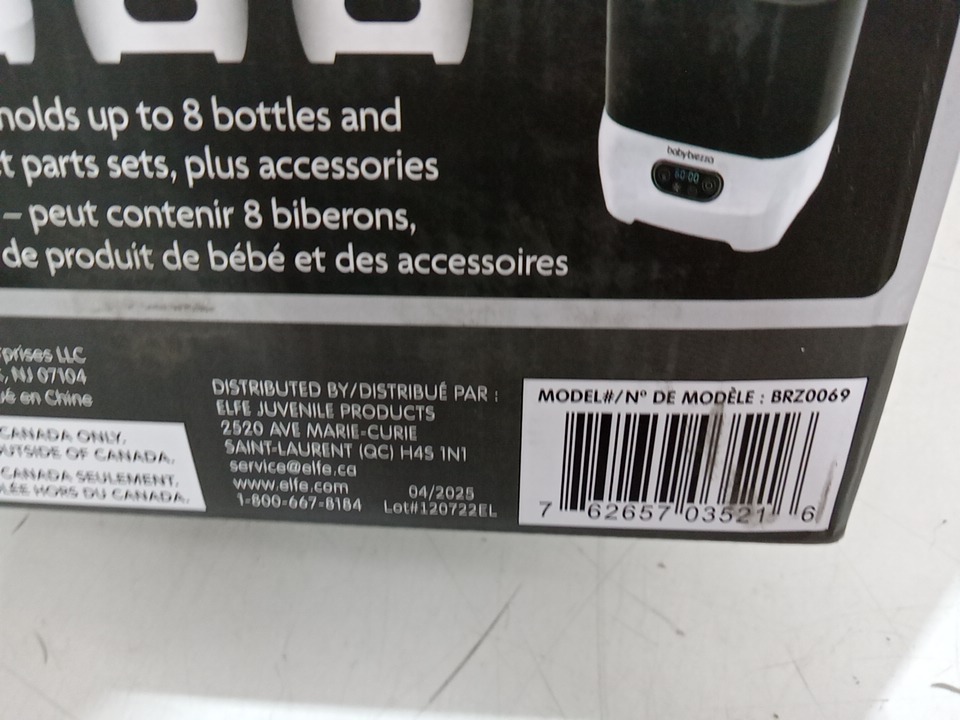 holds up to 8 bottles and
parts sets, plus accessories
– peut contenir 8 biberons,
de produit de bébé et des accessoires
babybrezza
60:00
prises LLC
, NJ 07104
en Chine
CANADA ONLY.
OUTSIDE OF CANADA.
CANADA SEULEMENT.
HORS DU CANADA.
DISTRIBUTED BY/DISTRIBUÉ PAR :
ELFE JUVENILE PRODUCTS
2520 AVE MARIE-CURIE
SAINT-LAURENT (QC) H4S 1N1
service@elfe.ca
www.elfe.com
1-800-667-8184
04/2025
Lot#120722EL
MODEL#/Nº DE MODÈLE : BRZ0069
7 62657 03521 6